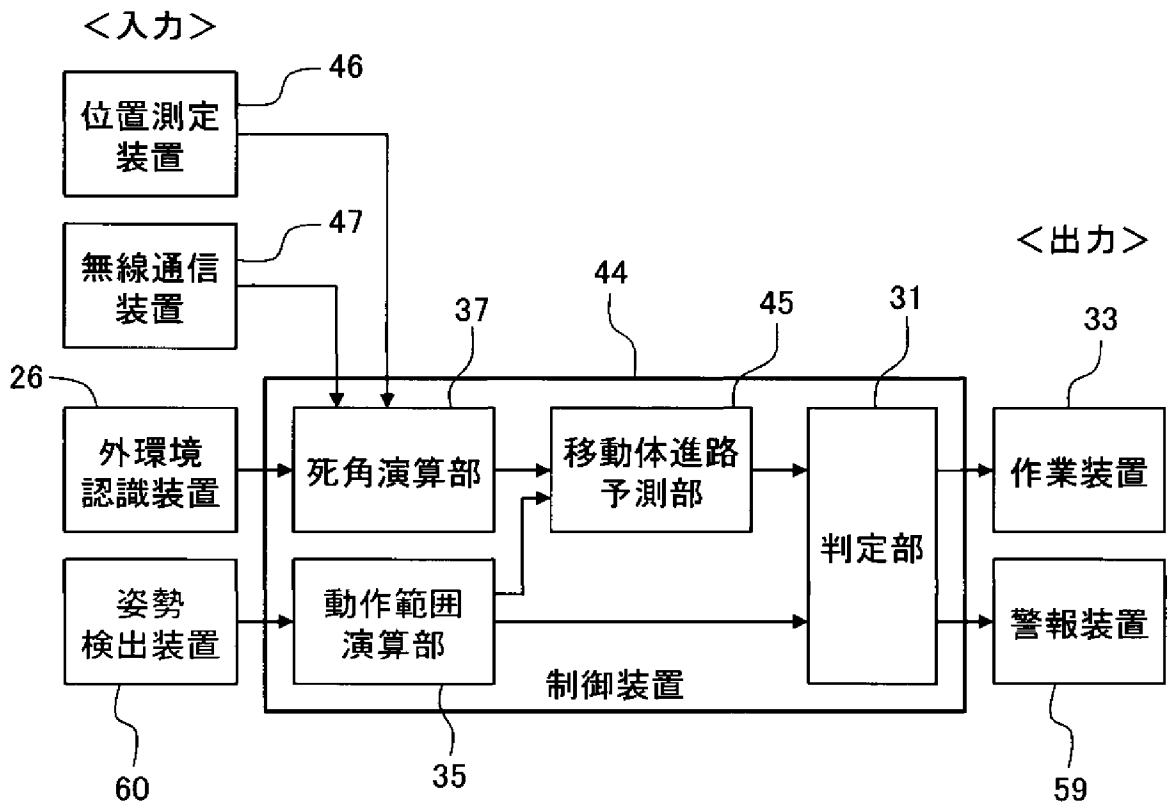 <入力>
46
位置測定
装置
47
無線通信
装置
<出力>
44
45
31
37
33
26
外環境
認識装置
死角演算部
移動体進路
予測部
作業装置
判定部
姿勢
検出装置
動作範囲
演算部
警報装置
制御装置
60
35
59